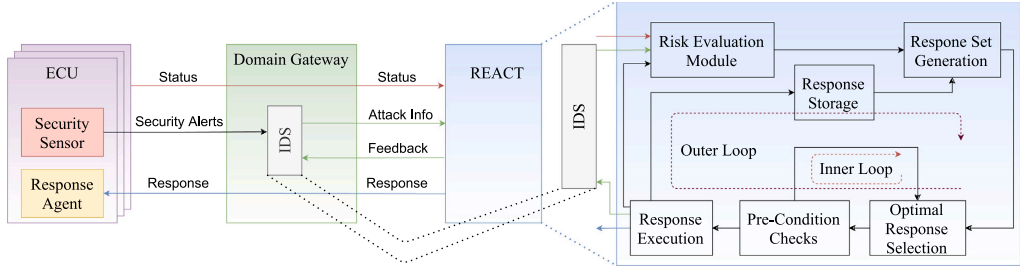 ECU
Security
Sensor
Response
Agent
Status
Security Alerts
Response
Domain Gateway
IDS
Status
Attack Info
Feedback
Response
REACT
IDS
Risk Evaluation
Module
Respone Set
Generation
Response
Storage
Outer Loop
Inner Loop
Response
Execution
Pre-Condition
Checks
Optimal
Response
Selection